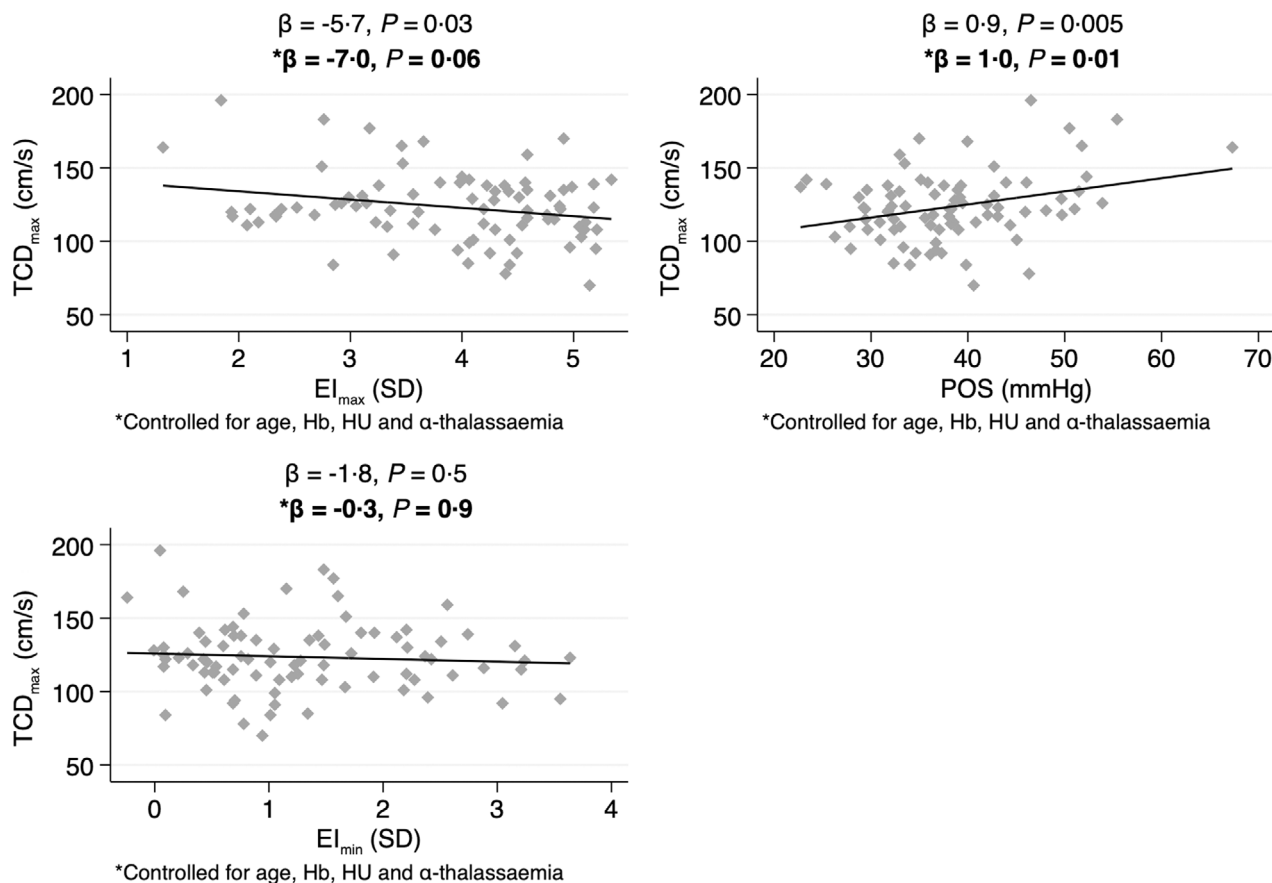 β = -5·7, P = 0·03
*β = -7·0, P = 0·06
200
150
100
50
TCDmax (cm/s)
1 2 3 4 5
EImax (SD)
*Controlled for age, Hb, HU and α-thalassaemia
β = 0·9, P = 0·005
*β = 1·0, P = 0·01
200
150
100
50
TCDmax (cm/s)
20 30 40 50 60 70
POS (mmHg)
*Controlled for age, Hb, HU and α-thalassaemia
β = -1·8, P = 0·5
*β = -0·3, P = 0·9
200
150
100
50
TCDmax (cm/s)
0 1 2 3 4
EImin (SD)
*Controlled for age, Hb, HU and α-thalassaemia